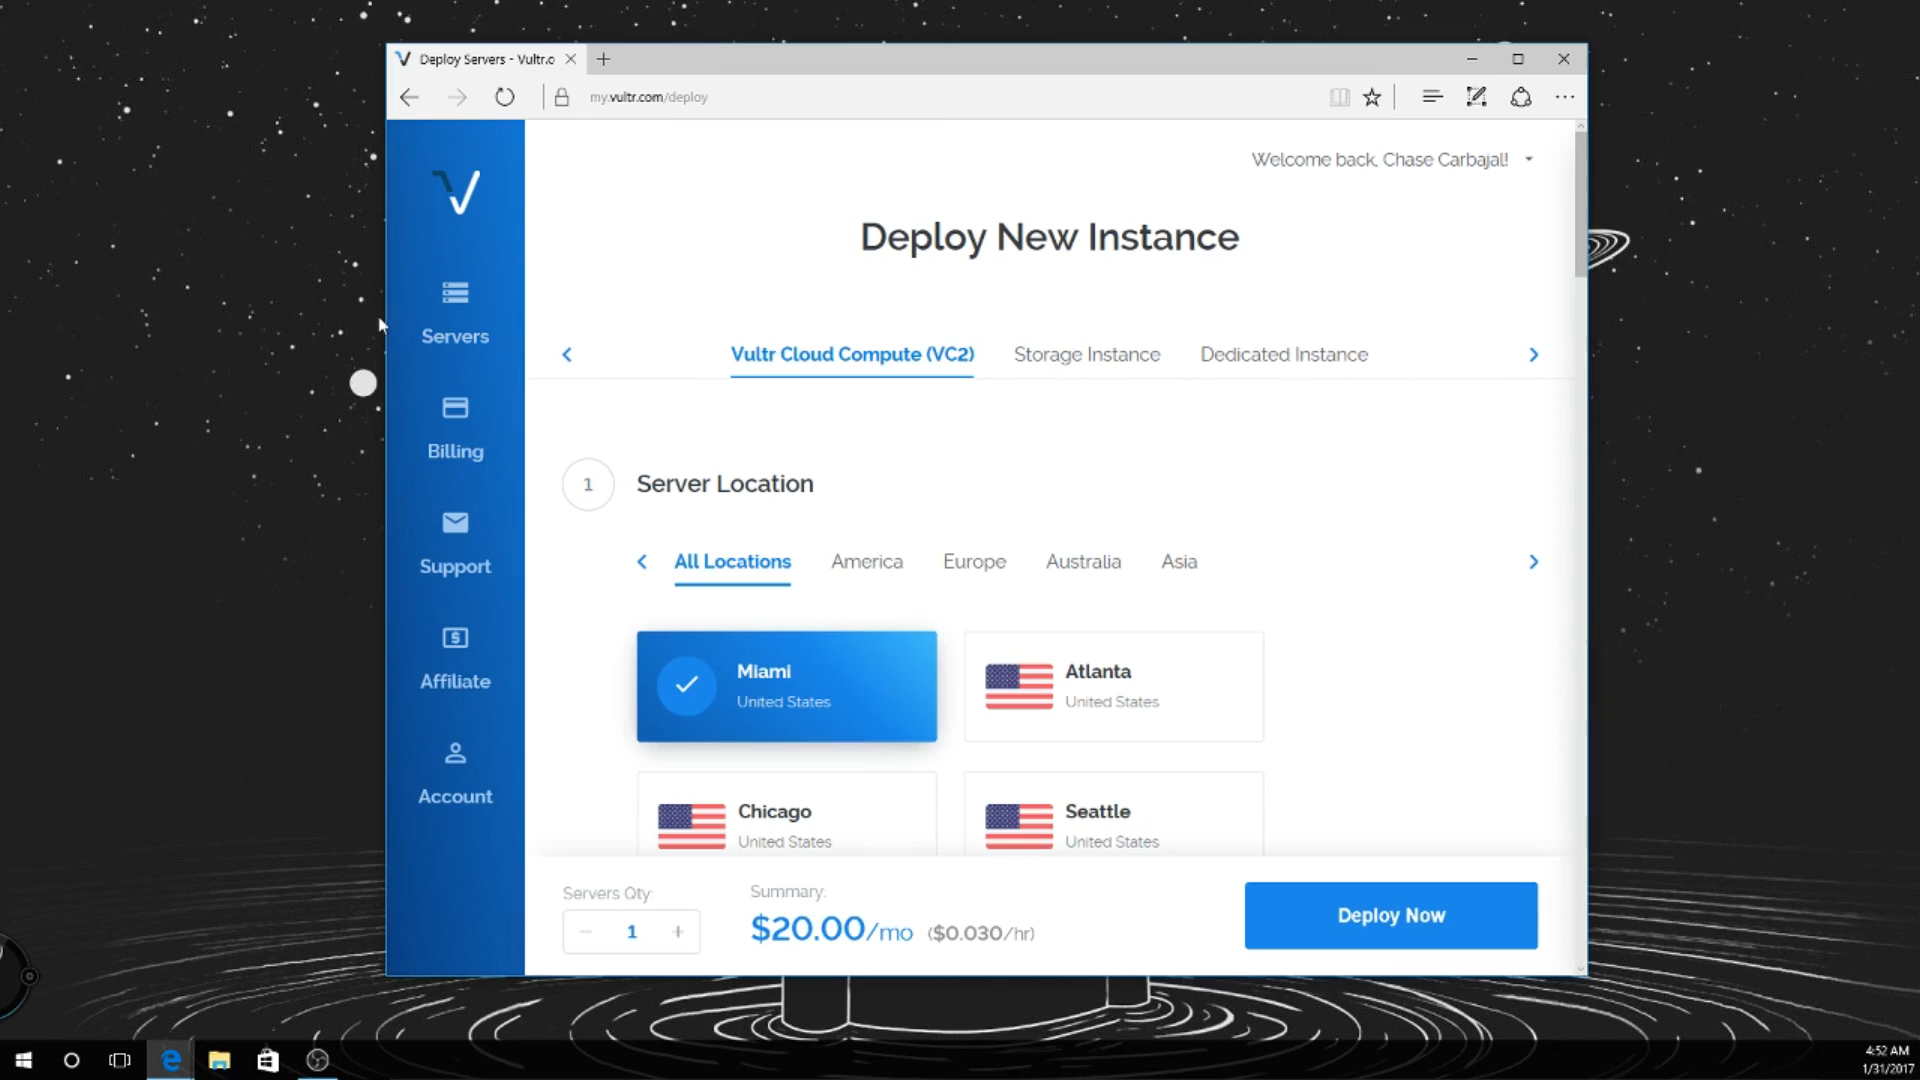 Deploy Servers - Vultr.c
my.vultr.com/deploy
Welcome back, Chase Carbajal!
Deploy New Instance
Servers
Billing
Support
Affiliate
Account
Vultr Cloud Compute (VC2)
Storage Instance
Dedicated Instance
1
Server Location
All Locations
America
Europe
Australia
Asia
Miami
United States
Atlanta
United States
Chicago
United States
Seattle
United States
Servers Qty:
1
Summary:
$20.00/mo ($0.030/hr)
Deploy Now
4:52 AM
1/31/2017